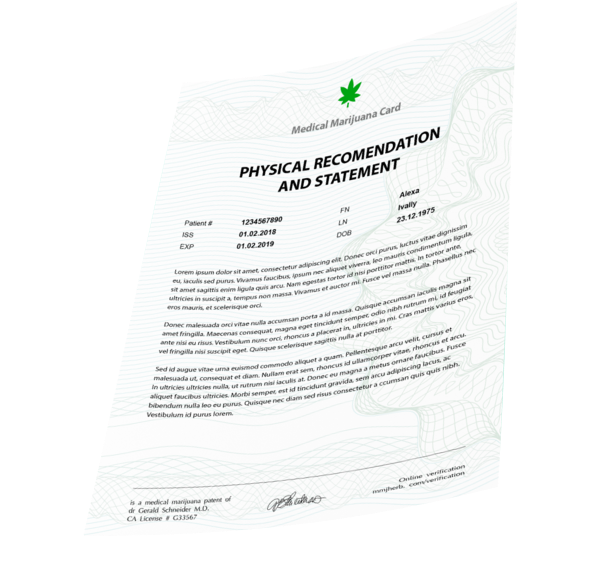 Medical Marijuana Card
PHYSICAL RECOMENDATION
AND STATEMENT
Patient # 1234567890 FN Alexa
ISS 01.02.2018 LN Ivally
EXP 01.02.2019 DOB 23.12.1975
Lorem ipsum dolor sit amet, consectetur adipiscing elit. Donec orci purus, luctus vitae dignissim
eu, iaculis sed purus. Vivamus faucibus, ipsum nec aliquet viverra, leo mauris condimentum ligula,
sit amet sagittis enim ligula quis arcu. Nam egestas tortor id nisi porttitor mattis. In tortor ante,
ultricies in suscipit a, tempus non massa. Vivamus et auctor mi. Fusce vel massa nulla. Phasellus nec
eros mauris, et scelerisque orci.
Donec malesuada orci vitae nulla accumsan porta a id massa. Quisque accumsan iaculis magna sit
amet fringilla. Maecenas consequat, magna eget tincidunt semper, odio nibh rutrum mi, id feugiat
ante nisi eu risus. Vestibulum nunc orci, rhoncus a placerat in, ultricies in mi. Cras mattis varius eros,
vel fringilla nisi suscipit eget. Quisque scelerisque sagittis nulla at porttitor.
Sed id augue vitae urna euismod commodo aliquet a quam. Pellentesque arcu velit, cursus et
malesuada ut, consequat et diam. Nullam erat sem, rhoncus id ullamcorper vitae, rhoncus et arcu.
In ultricies ultricies nulla, ut rutrum nisi iaculis at. Donec eu magna a metus ornare faucibus. Fusce
aliquet faucibus ultricies. Morbi semper, est id tincidunt gravida, sem arcu adipiscing lacus, ac
bibendum nulla leo eu purus. Quisque nec diam sed risus consectetur a ccumsan quis quis nibh.
Vestibulum id purus lorem.
is a medical marijuana patent of
dr Gerald Schneider M.D.
CA License # G33567
Online verification
mmjherb. com/verification